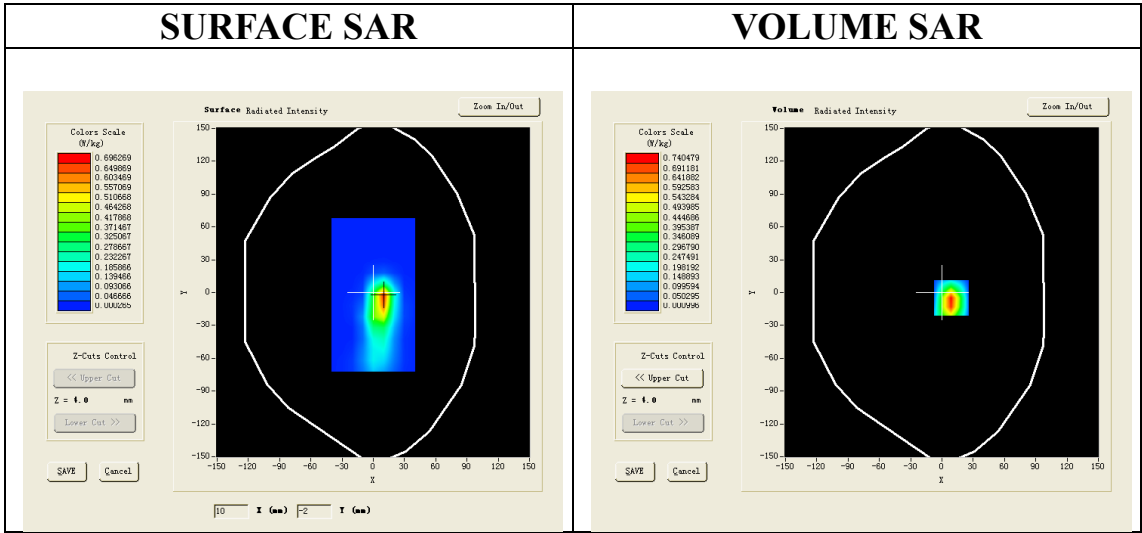 SURFACE SAR
VOLUME SAR
Surface Radiated Intensity
Zoom In/Out
Colors Scale
(W/kg)
0.696269
0.649869
0.603469
0.557069
0.510668
0.464268
0.417868
0.371467
0.325067
0.278667
0.232267
0.185866
0.139466
0.093066
0.046666
0.000265
150
120
90
60
30
0
-30
-60
-90
-120
-150
Y
-150 -120 -90 -60 -30 0 30 60 90 120 150
X
Z-Cuts Control
<< Upper Cut
Z = 4.0 mm
Lower Cut >>
SAVE Cancel
10 X (mm) -2 Y (mm)
Volume Radiated Intensity
Zoom In/Out
Colors Scale
(W/kg)
0.740479
0.691181
0.641882
0.592583
0.543284
0.493985
0.444686
0.395387
0.346089
0.296790
0.247491
0.198192
0.148893
0.099594
0.050295
0.000996
150
120
90
60
30
0
-30
-60
-90
-120
-150
Y
-150 -120 -90 -60 -30 0 30 60 90 120 150
X
Z-Cuts Control
<< Upper Cut
Z = 4.0 mm
Lower Cut >>
SAVE Cancel